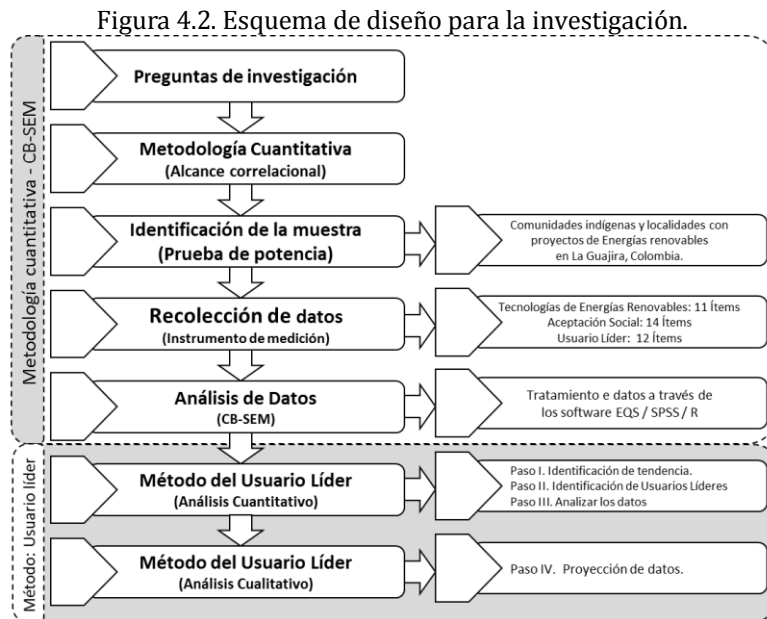 Figura 4.2. Esquema de diseño para la investigación.
Metodología cuantitativa - CB-SEM
Preguntas de investigación
Metodología Cuantitativa
(Alcance correlacional)
Identificación de la muestra
(Prueba de potencia)
Comunidades indígenas y localidades con
proyectos de Energías renovables
en La Guajira, Colombia.
Recolección de datos
(Instrumento de medición)
Tecnologías de Energías Renovables: 11 Ítems
Aceptación Social: 14 Ítems
Usuario Líder: 12 Ítems
Análisis de Datos
(CB-SEM)
Tratamiento e datos a través de
los software EQS / SPSS / R
Método: Usuario líder
Método del Usuario Líder
(Análisis Cuantitativo)
Paso I. Identificación de tendencia.
Paso II. Identificación de Usuarios Líderes
Paso III. Analizar los datos
Método del Usuario Líder
(Análisis Cualitativo)
Paso IV. Proyección de datos.